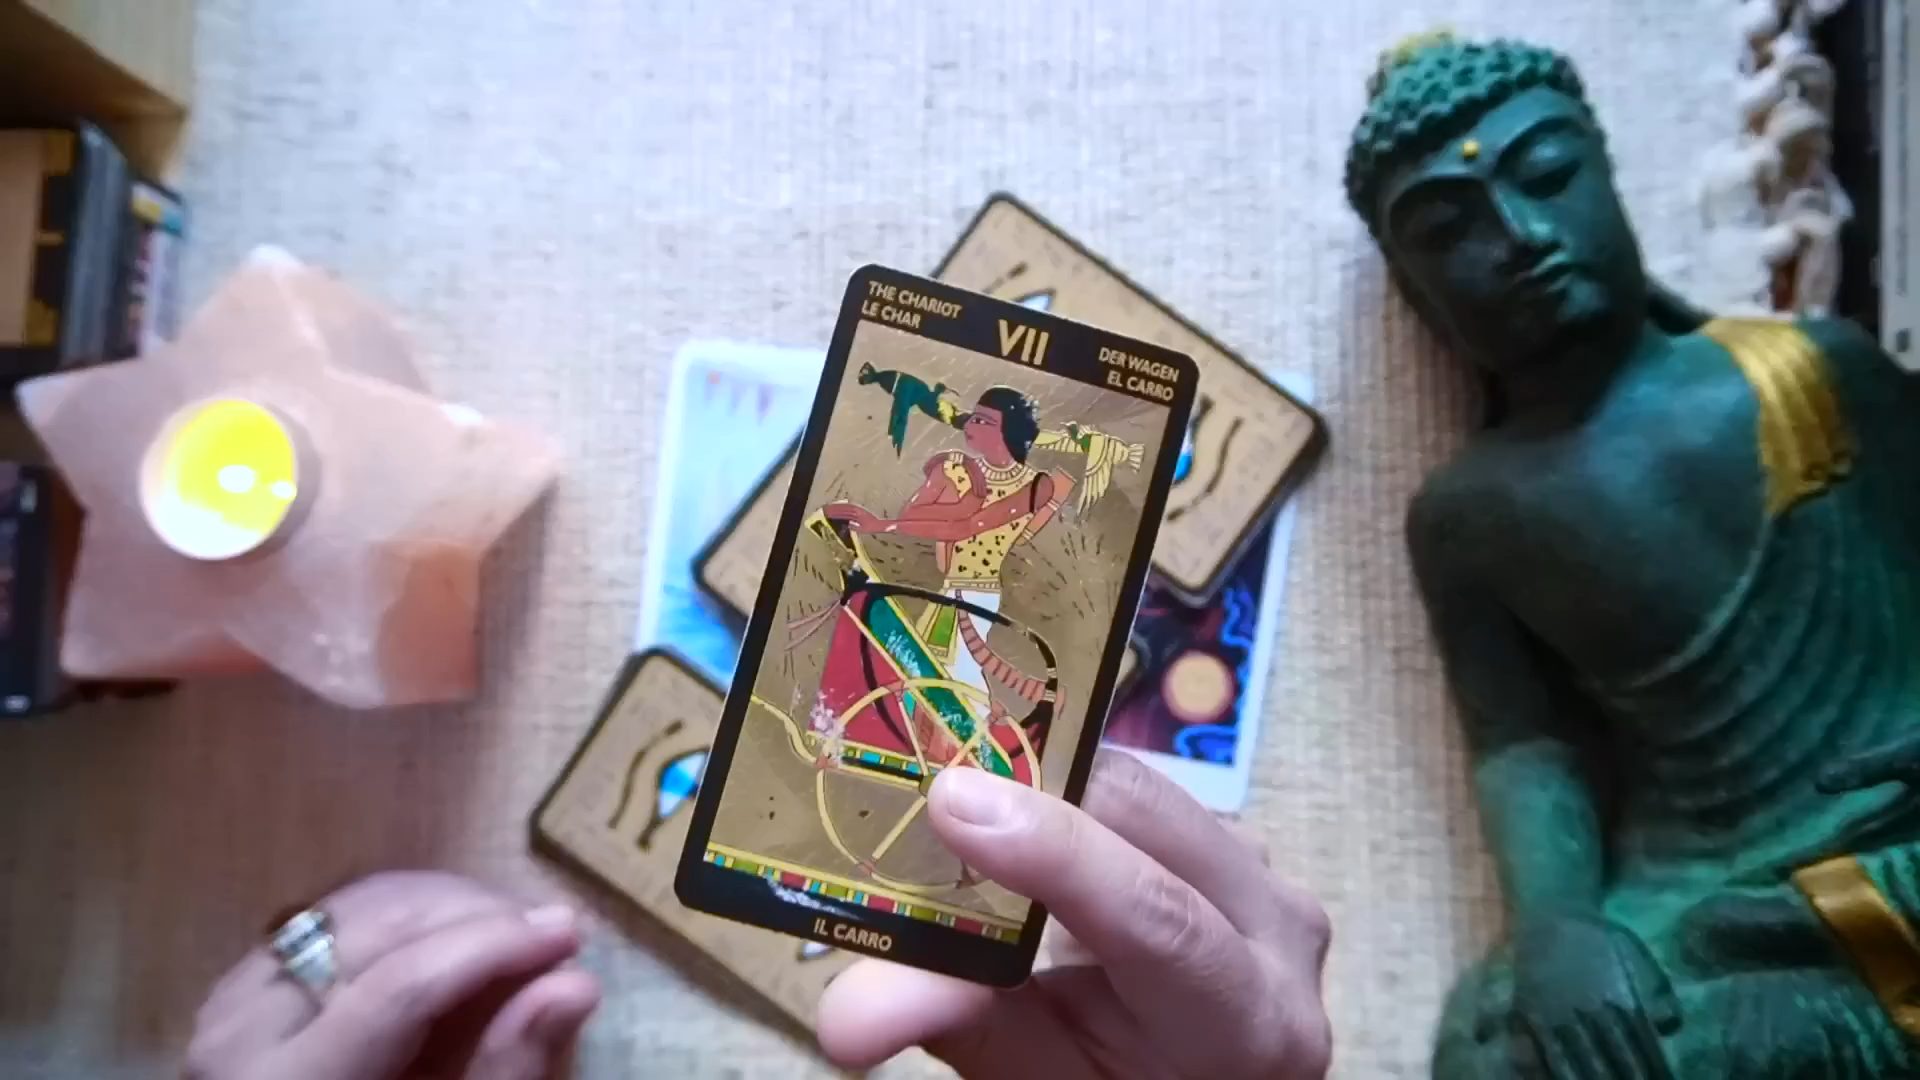 THE CHARIOT
LE CHAR
VII
DER WAGEN
EL CARRO
IL CARRO